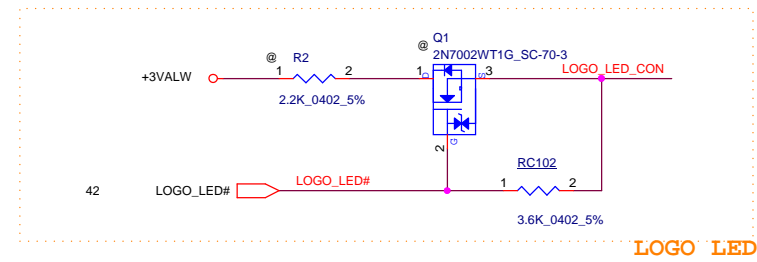 @ Q1
2N7002WT1G_SC-70-3
@ R2
+3VALW 1 2 1 D S 3 LOGO_LED_CON
2.2K_0402_5%
G
2
RC102
42 LOGO_LED# LOGO_LED# 1 2
3.6K_0402_5%
LOGO LED